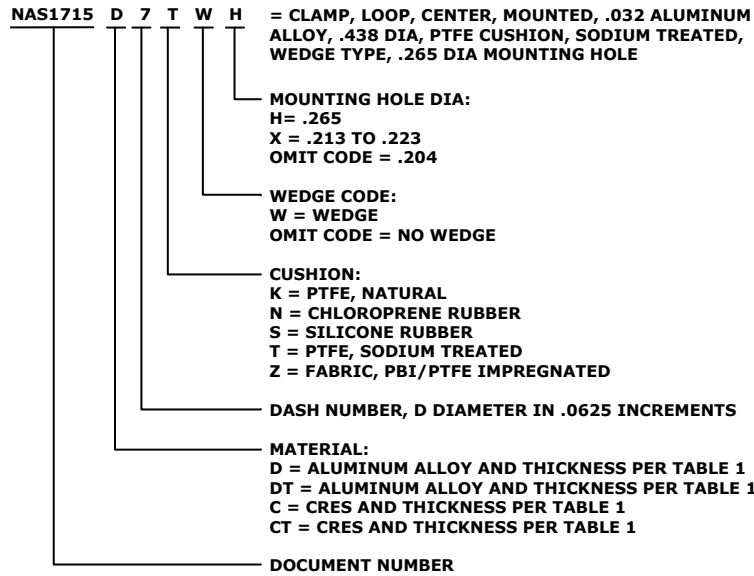 NAS1715 D 7 T W H = CLAMP, LOOP, CENTER, MOUNTED, .032 ALUMINUM
ALLOY, .438 DIA, PTFE CUSHION, SODIUM TREATED,
WEDGE TYPE, .265 DIA MOUNTING HOLE
MOUNTING HOLE DIA:
H= .265
X = .213 TO .223
OMIT CODE = .204
WEDGE CODE:
W = WEDGE
OMIT CODE = NO WEDGE
CUSHION:
K = PTFE, NATURAL
N = CHLOROPRENE RUBBER
S = SILICONE RUBBER
T = PTFE, SODIUM TREATED
Z = FABRIC, PBI/PTFE IMPREGNATED
DASH NUMBER, D DIAMETER IN .0625 INCREMENTS
MATERIAL:
D = ALUMINUM ALLOY AND THICKNESS PER TABLE 1
DT = ALUMINUM ALLOY AND THICKNESS PER TABLE 1
C = CRES AND THICKNESS PER TABLE 1
CT = CRES AND THICKNESS PER TABLE 1
DOCUMENT NUMBER